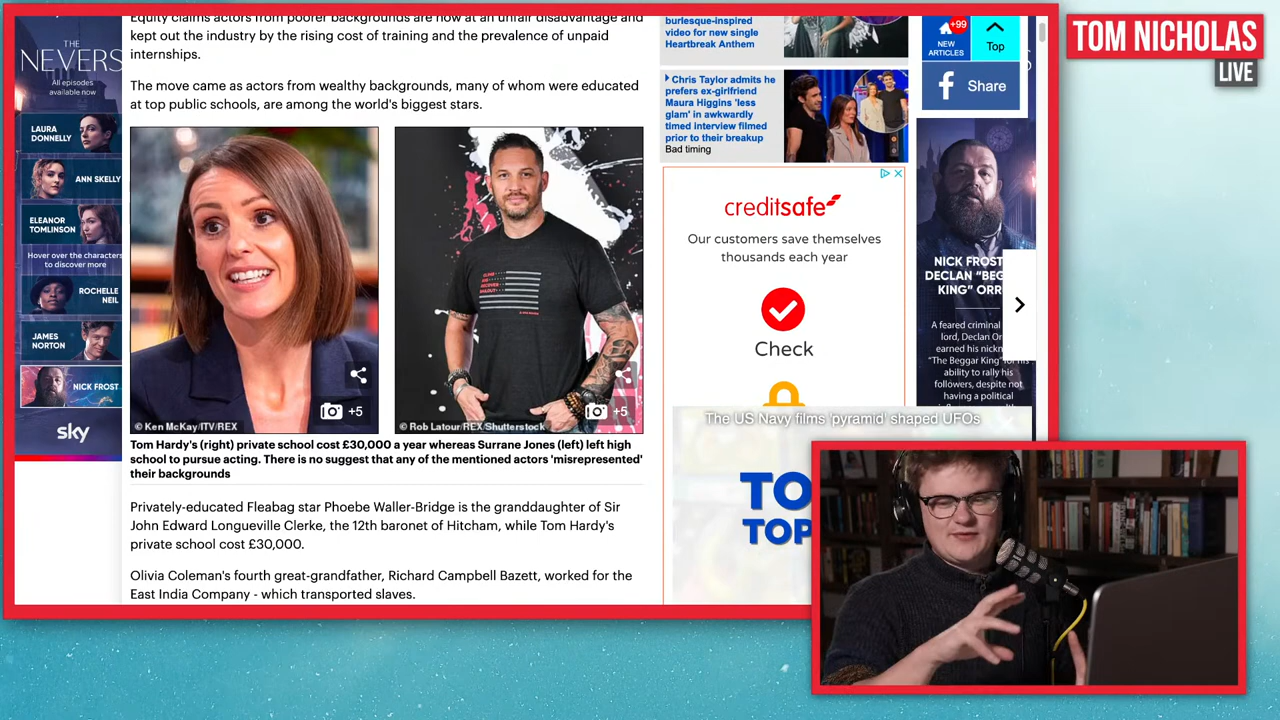 Equity claims actors from poorer backgrounds are now at an unfair disadvantage and
kept out the industry by the rising cost of training and the prevalence of unpaid
internships.
The move came as actors from wealthy backgrounds, many of whom were educated
at top public schools, are among the world's biggest stars.
THE
NEVERS
All episodes
available now
LAURA
DONNELLY
ANN SKELLY
ELEANOR
TOMLINSON
Hover over the characters
to discover more
ROCHELLE
NEIL
JAMES
NORTON
NICK FROST
sky
+5
© Ken McKay/ITV/REX
+5
© Rob Latour/REX/Shutterstock
Tom Hardy's (right) private school cost £30,000 a year whereas Surrane Jones (left) left high
school to pursue acting. There is no suggest that any of the mentioned actors 'misrepresented'
their backgrounds
Privately-educated Fleabag star Phoebe Waller-Bridge is the granddaughter of Sir
John Edward Longueville Clerke, the 12th baronet of Hitcham, while Tom Hardy's
private school cost £30,000.
Olivia Coleman's fourth great-grandfather, Richard Campbell Bazett, worked for the
East India Company - which transported slaves.
burlesque-inspired
video for new single
Heartbreak Anthem
Chris Taylor admits he
prefers ex-girlfriend
Maura Higgins 'less
glam' in awkwardly
timed interview filmed
prior to their breakup
Bad timing
creditsafe
Our customers save themselves
thousands each year
Check
The US Navy films 'pyramid' shaped UFOs
TO
TOP
+99
NEW
ARTICLES
Top
Share
NICK FROST
DECLAN "BEG
KING" ORR
A feared criminal
lord, Declan Or
earned his nickn
"The Beggar King" for his
ability to rally his
followers, despite not
having a political
TOM NICHOLAS
LIVE